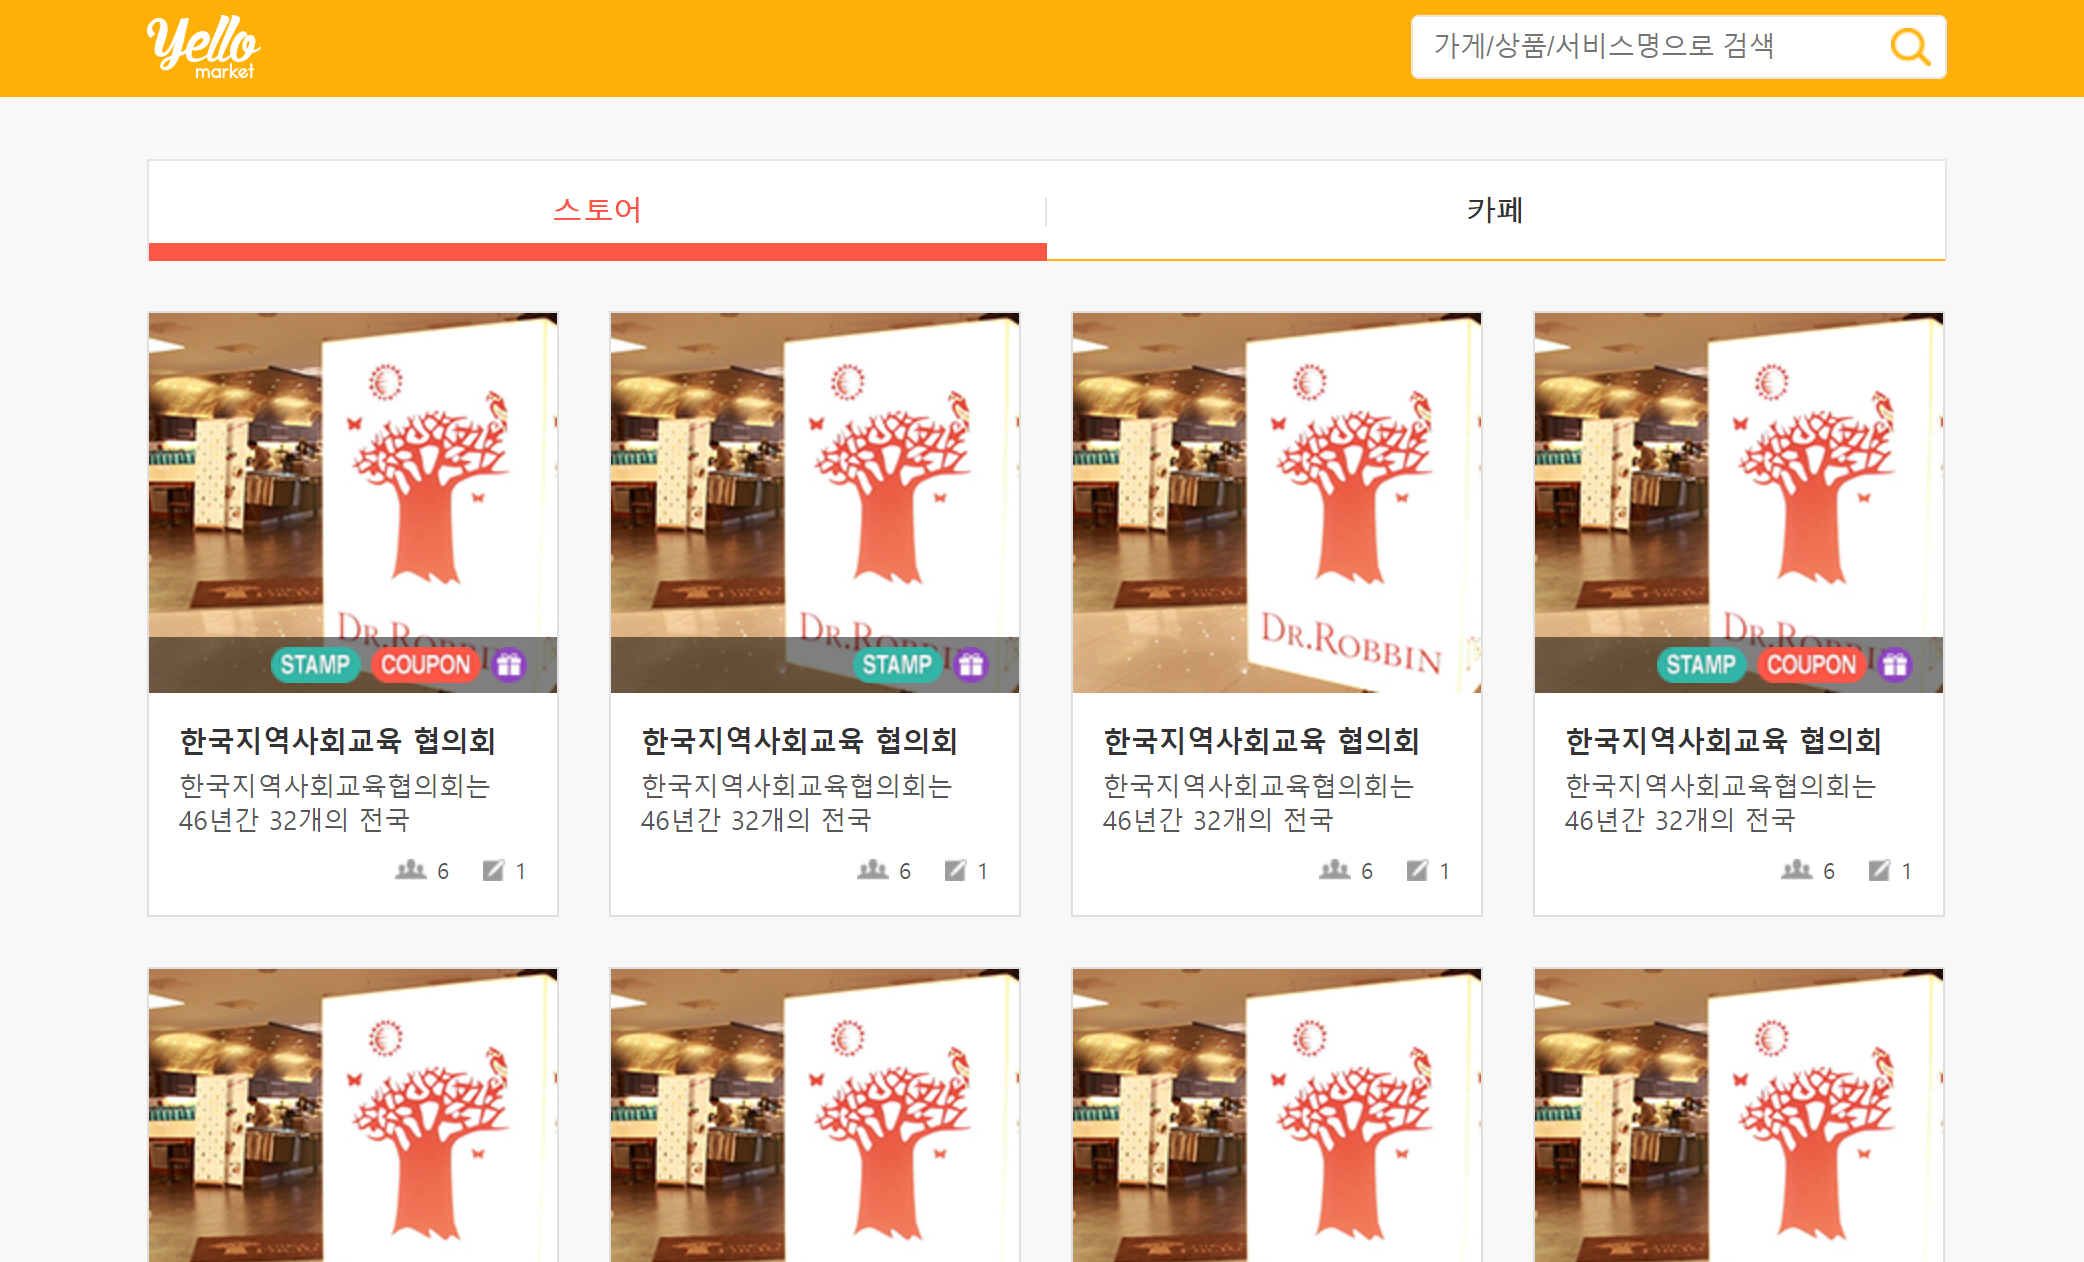 Yello
market
가게/상품/서비스명으로 검색
스토어
카페
DR.ROBBIN
STAMP COUPON
DR.ROBBIN
STAMP
DR.ROBBIN
DR.ROBBIN
STAMP COUPON
한국지역사회교육 협의회
한국지역사회교육협의회는
46년간 32개의 전국
6 1
한국지역사회교육 협의회
한국지역사회교육협의회는
46년간 32개의 전국
6 1
한국지역사회교육 협의회
한국지역사회교육협의회는
46년간 32개의 전국
6 1
한국지역사회교육 협의회
한국지역사회교육협의회는
46년간 32개의 전국
6 1